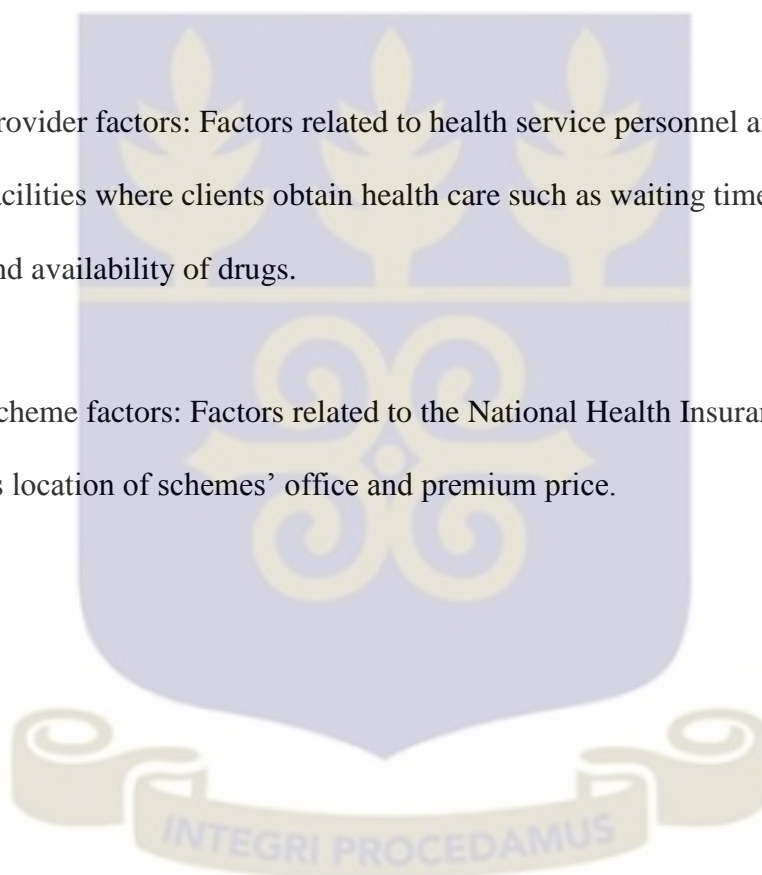 rovider factors: Factors related to health service personnel a
acilities where clients obtain health care such as waiting time
nd availability of drugs.
cheme factors: Factors related to the National Health Insura
s location of schemes’ office and premium price.
INTEGRI PROCEDAMUS